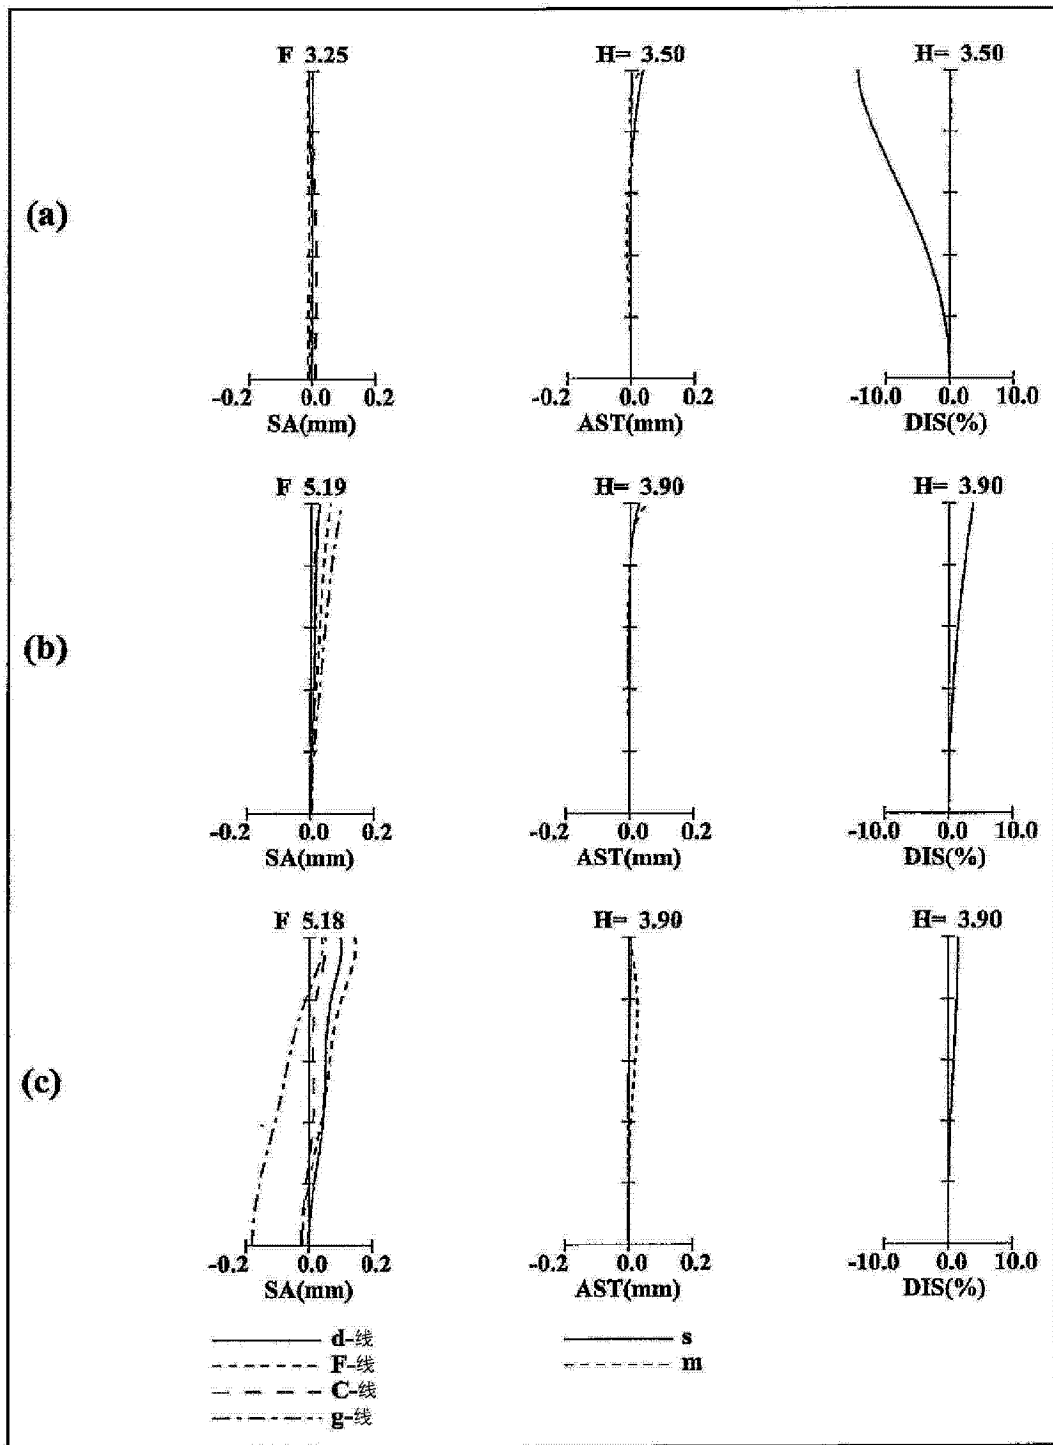 F 3.25 H= 3.50 H= 3.50
(a)
-0.2 0.0 0.2 -0.2 0.0 0.2 -10.0 0.0 10.0
SA(mm) AST(mm) DIS(%)
F 5.19 H= 3.90 H= 3.90
(b)
-0.2 0.0 0.2 -0.2 0.0 0.2 -10.0 0.0 10.0
SA(mm) AST(mm) DIS(%)
F 5.18 H= 3.90 H= 3.90
(c)
-0.2 0.0 0.2 -0.2 0.0 0.2 -10.0 0.0 10.0
SA(mm) AST(mm) DIS(%)
d-线 s
F-线 m
C-线
g-线